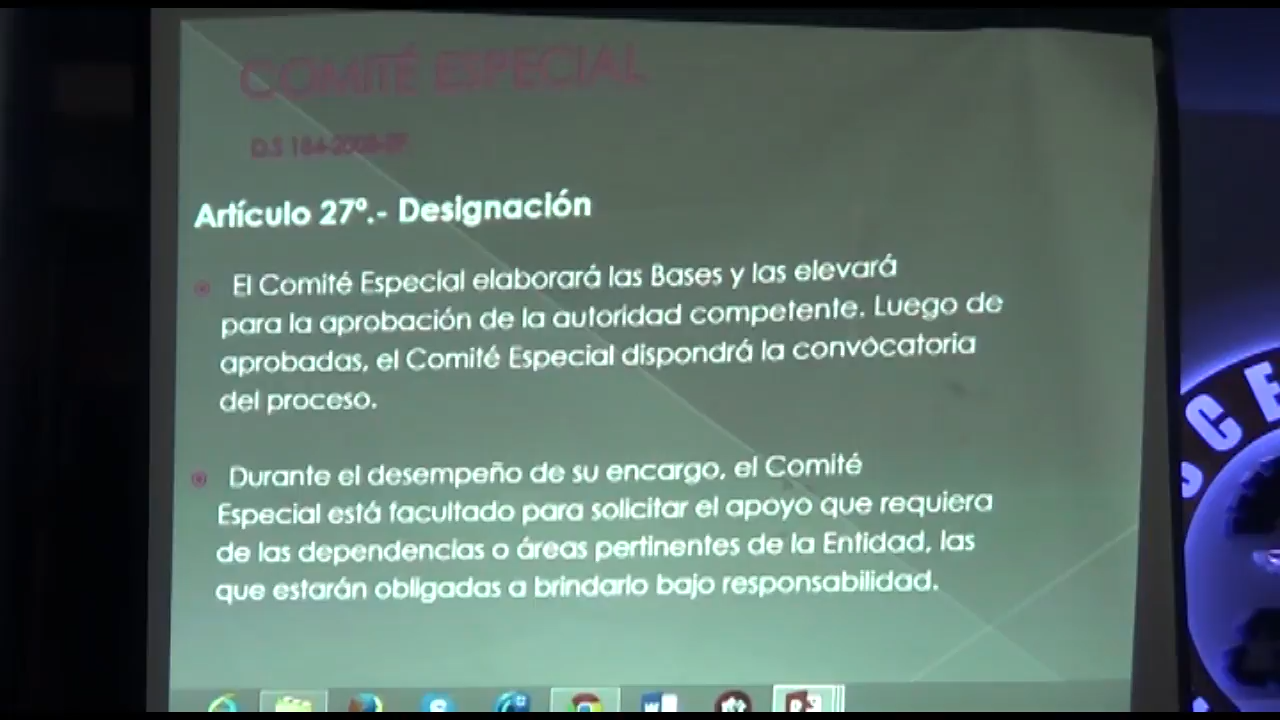 COMITÉ ESPECIAL
D.S 184-2008-EF
Artículo 27º.- Designación
El Comité Especial elaborará las Bases y las elevará
para la aprobación de la autoridad competente. Luego de
aprobadas, el Comité Especial dispondrá la convocatoria
del proceso.
Durante el desempeño de su encargo, el Comité
Especial está facultado para solicitar el apoyo que requiera
de las dependencias o áreas pertinentes de la Entidad, las
que estarán obligadas a brindarlo bajo responsabilidad.